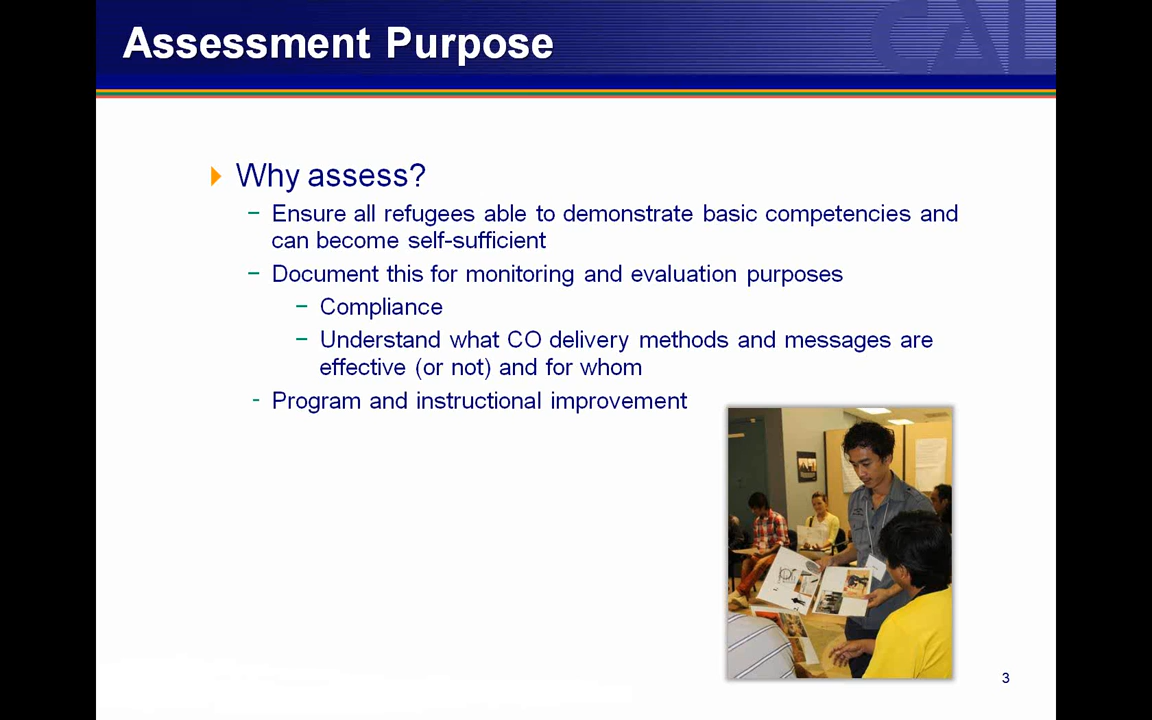 CAL
Assessment Purpose
Why assess?
− Ensure all refugees able to demonstrate basic competencies and
can become self-sufficient
− Document this for monitoring and evaluation purposes
− Compliance
− Understand what CO delivery methods and messages are
effective (or not) and for whom
- Program and instructional improvement
3